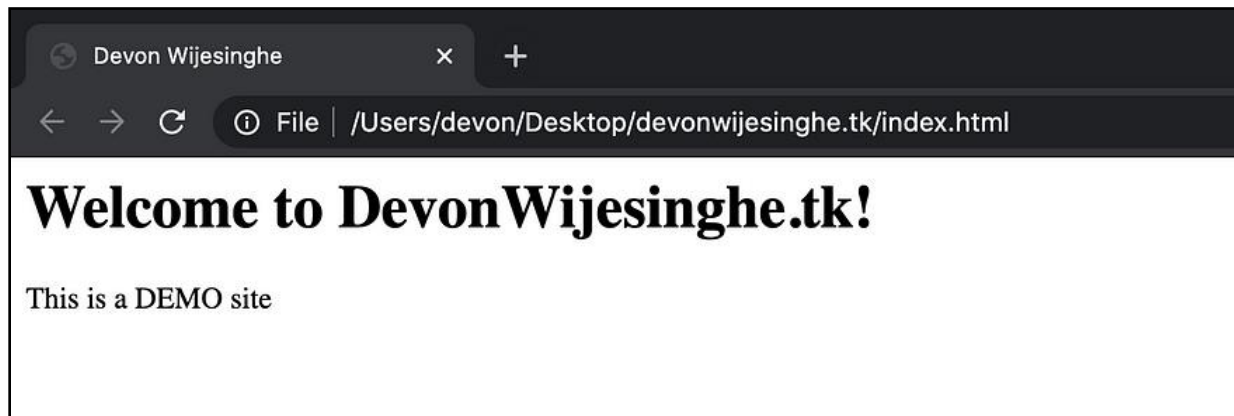 Devon Wijesinghe
File | /Users/devon/Desktop/devonwijesinghe.tk/index.html
Welcome to DevonWijesinghe.tk!
This is a DEMO site